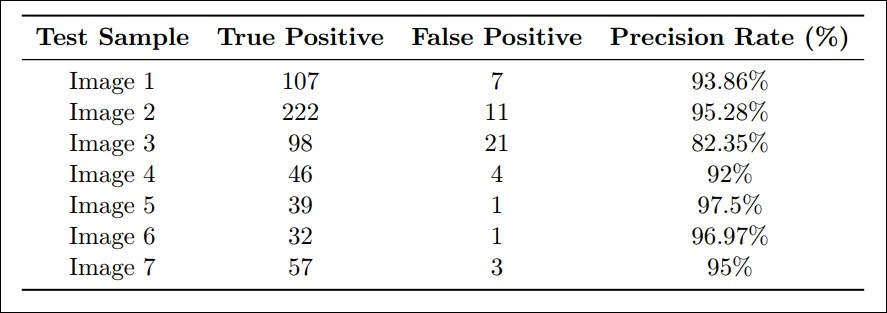 Test Sample True Positive False Positive Precision Rate (%)
Image 1 107 7 93.86%
Image 2 222 11 95.28%
Image 3 98 21 82.35%
Image 4 46 4 92%
Image 5 39 1 97.5%
Image 6 32 1 96.97%
Image 7 57 3 95%